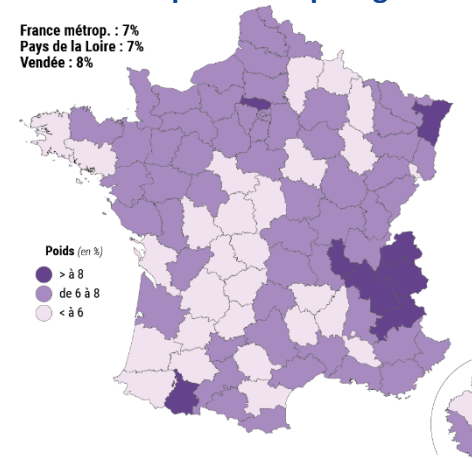 France métrop. : 7%
Pays de la Loire : 7%
Vendée : 8%
Poids (en %)
> à 8
de 6 à 8
< à 6